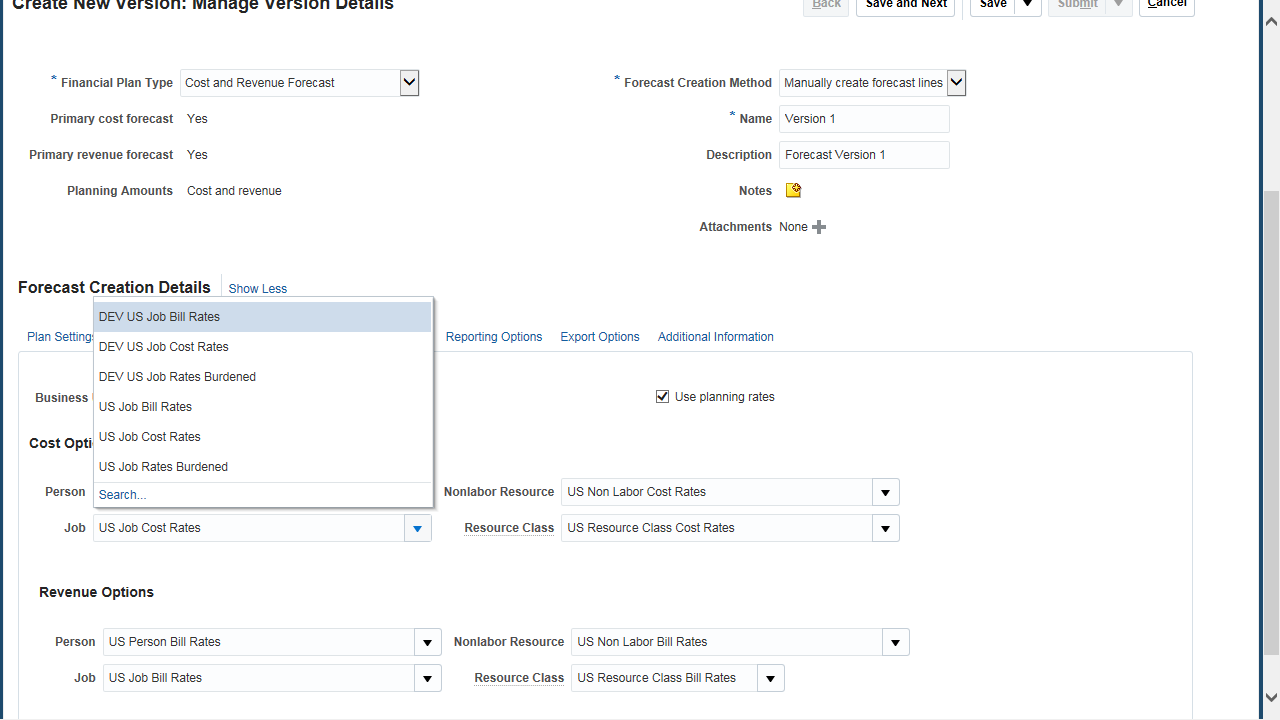 Create New Version: Manage Version Details
Back Save and Next Save Submit Cancel
* Financial Plan Type Cost and Revenue Forecast
* Forecast Creation Method Manually create forecast lines
Primary cost forecast Yes
* Name Version 1
Primary revenue forecast Yes
Description Forecast Version 1
Planning Amounts Cost and revenue
Notes
Attachments None
Forecast Creation Details Show Less
DEV US Job Bill Rates
Plan Settings Reporting Options Export Options Additional Information
DEV US Job Cost Rates
DEV US Job Rates Burdened
Business
Use planning rates
US Job Bill Rates
US Job Cost Rates
Cost Opti
US Job Rates Burdened
Search...
Person
Nonlabor Resource US Non Labor Cost Rates
Job US Job Cost Rates
Resource Class US Resource Class Cost Rates
Revenue Options
Person US Person Bill Rates
Nonlabor Resource US Non Labor Bill Rates
Job US Job Bill Rates
Resource Class US Resource Class Bill Rates